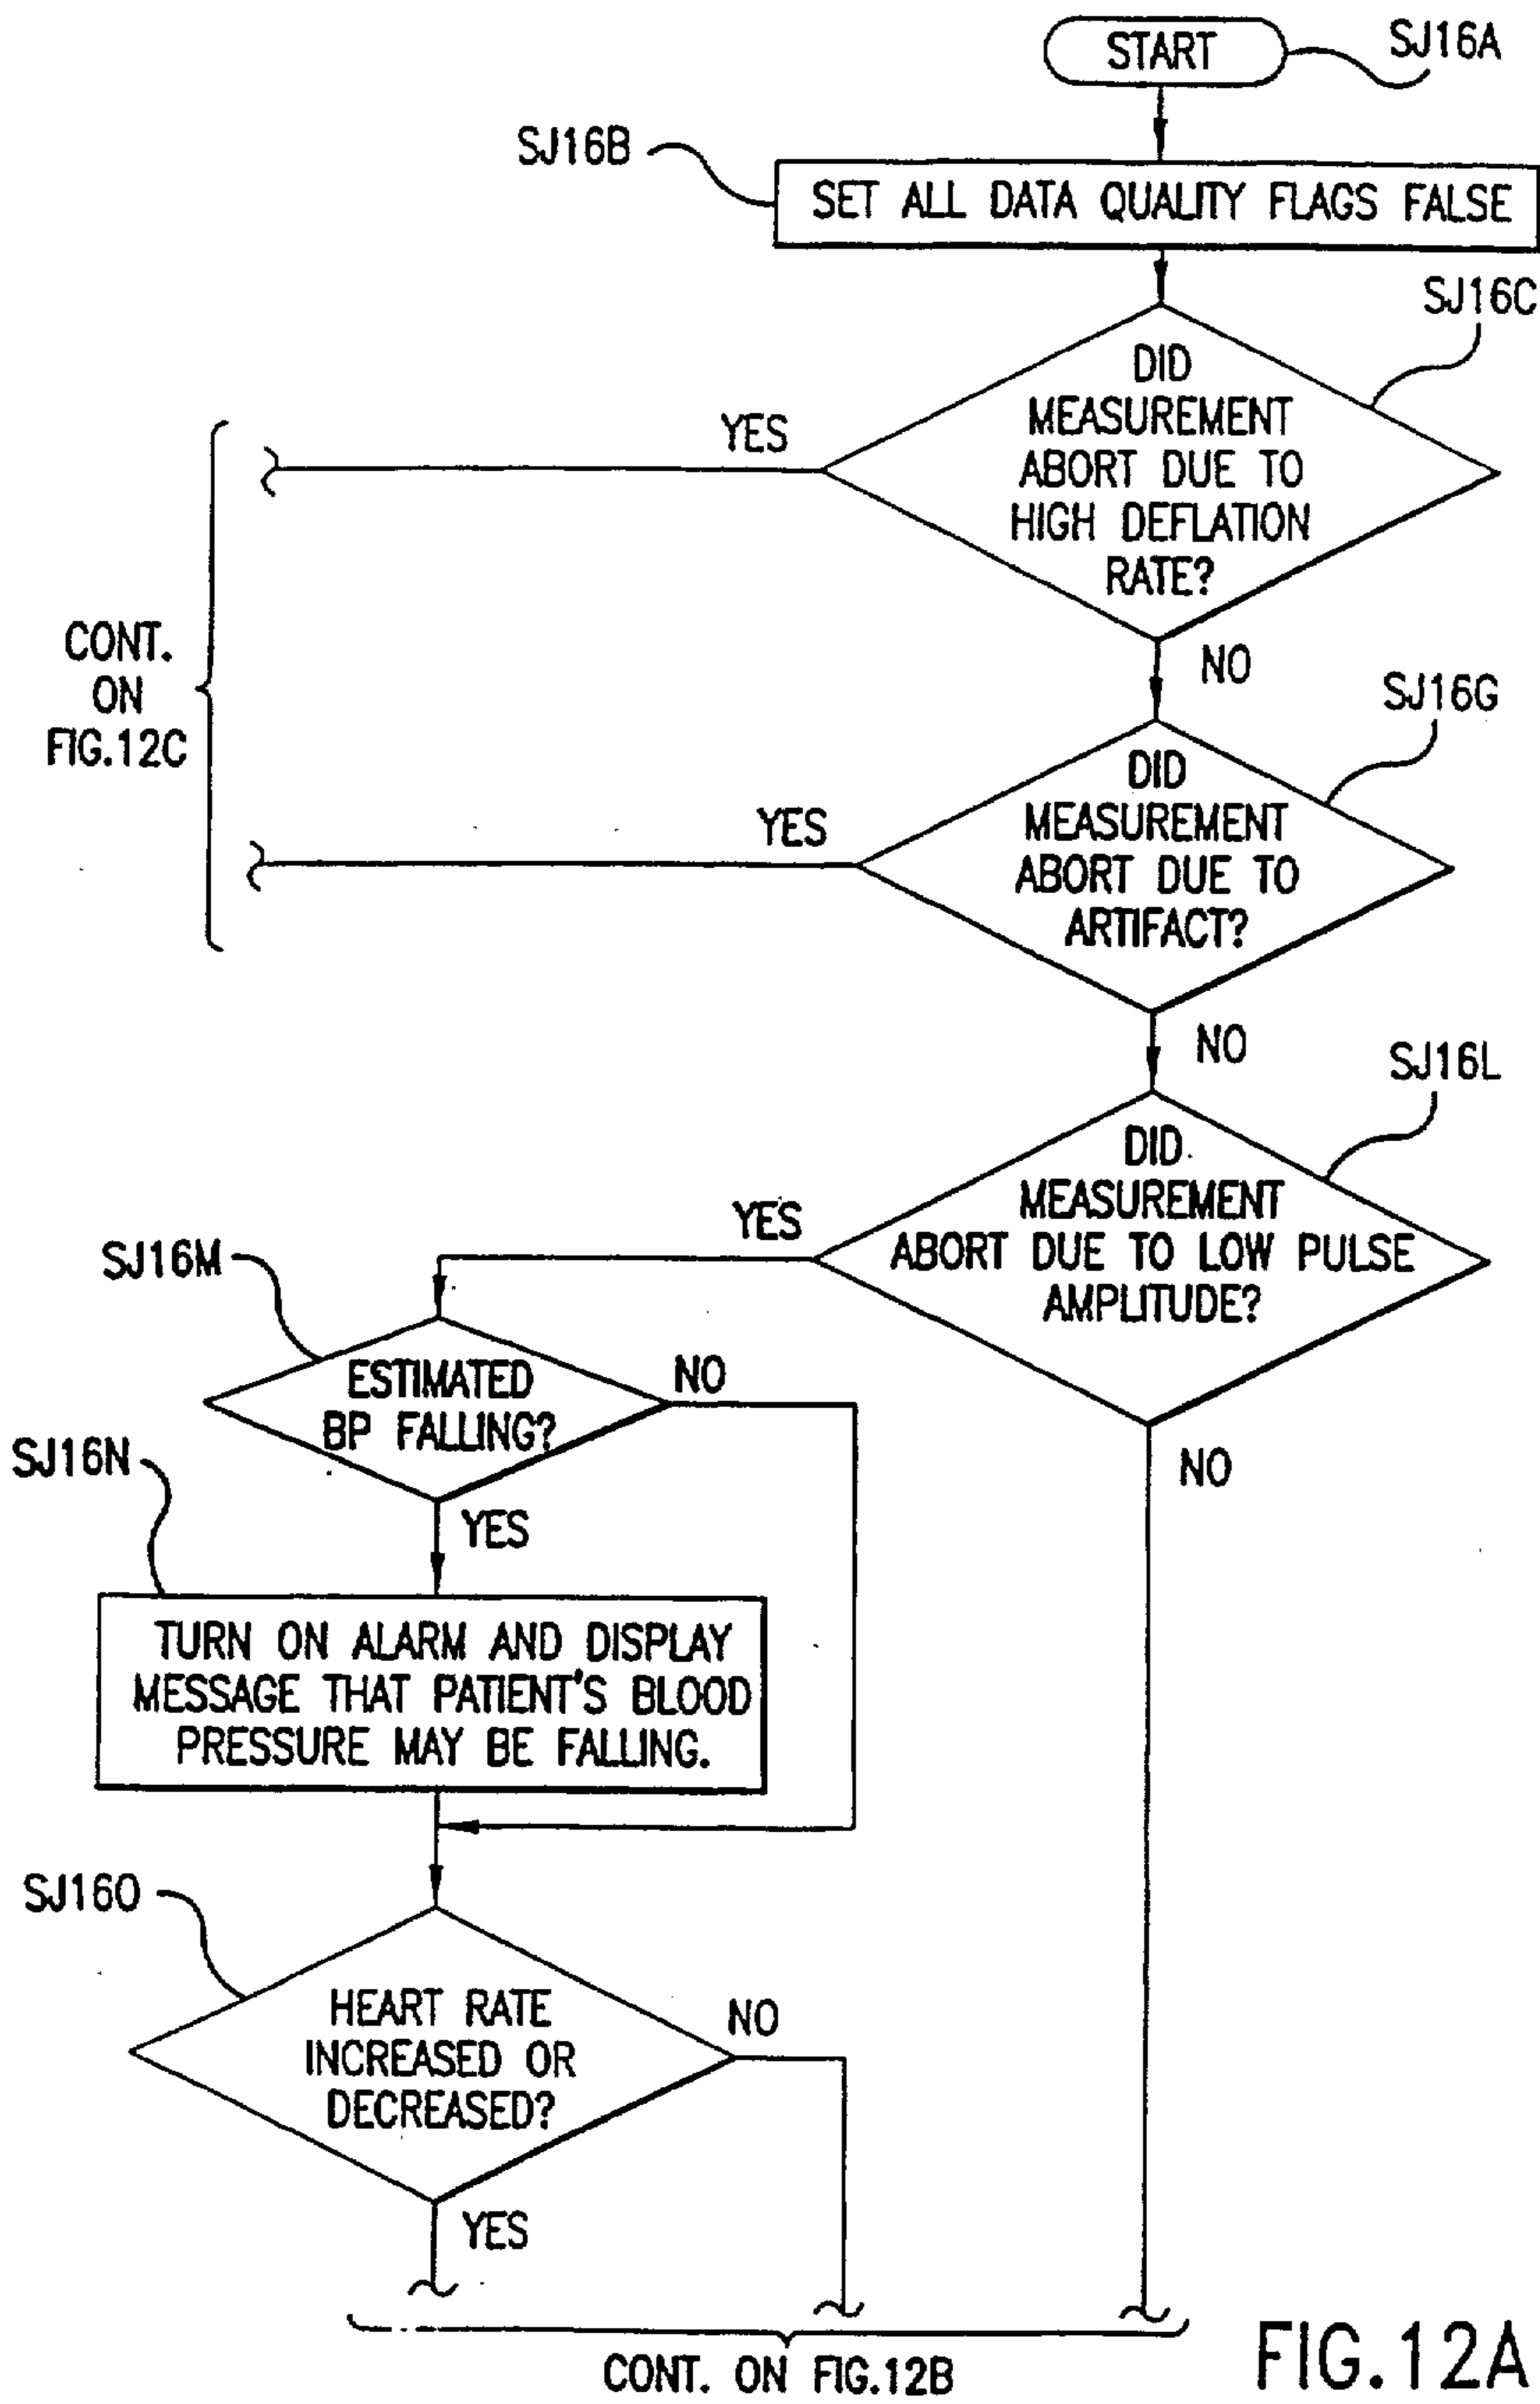 START
SJ16A
SJ16B
SET ALL DATA QUALITY FLAGS FALSE
SJ16C
DID
MEASUREMENT
ABORT DUE TO
HIGH DEFLATION
RATE?
YES
NO
CONT.
ON
FIG.12C
SJ16G
DID
MEASUREMENT
ABORT DUE TO
ARTIFACT?
YES
NO
SJ16L
DID
MEASUREMENT
ABORT DUE TO LOW PULSE
AMPLITUDE?
YES
NO
SJ16M
ESTIMATED
BP FALLING?
NO
YES
SJ16N
TURN ON ALARM AND DISPLAY
MESSAGE THAT PATIENT'S BLOOD
PRESSURE MAY BE FALLING.
SJ16O
HEART RATE
INCREASED OR
DECREASED?
NO
YES
CONT. ON FIG.12B
FIG.12A